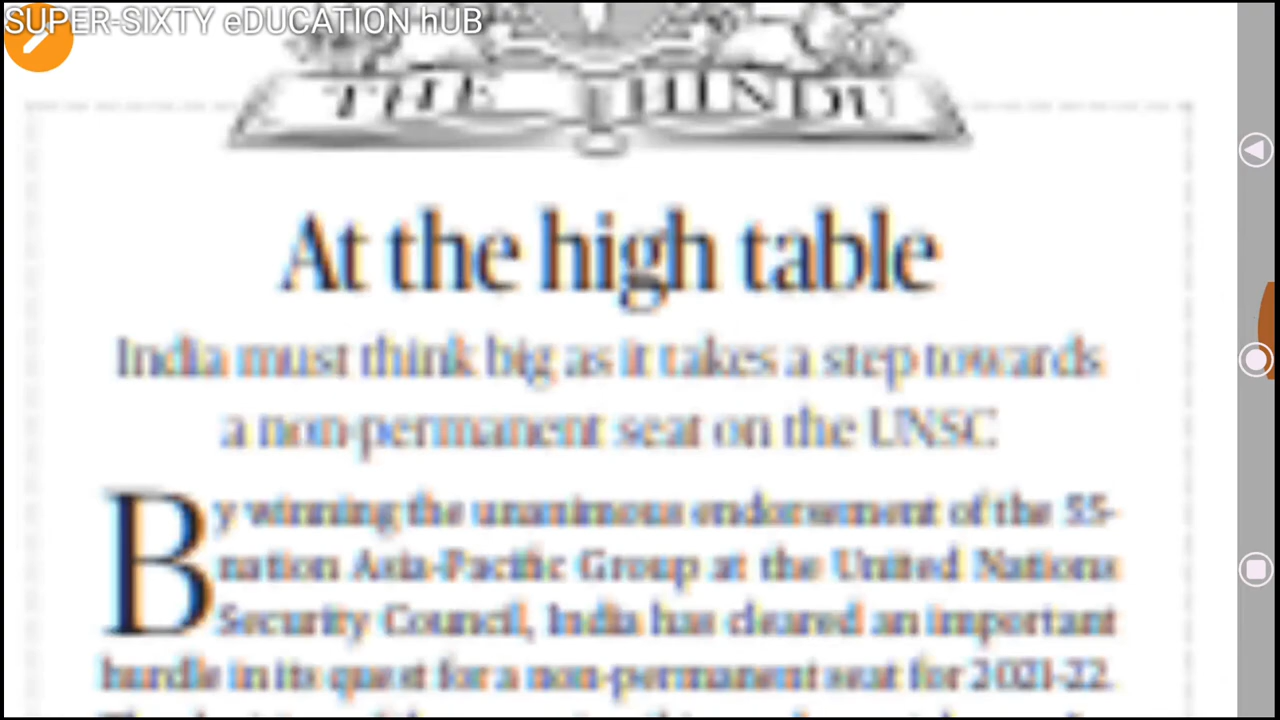 SUPER-SIXTY eDUCATION hUB
THE HINDU
At the high table
India must think big as it takes a step towards
a non-permanent seat on the UNSC
By winning the unanimous endorsement of the 55-
nation Asia-Pacific Group at the United Nations
Security Council, India has cleared an important
hurdle in its quest for a non-permanent seat for 2021-22.